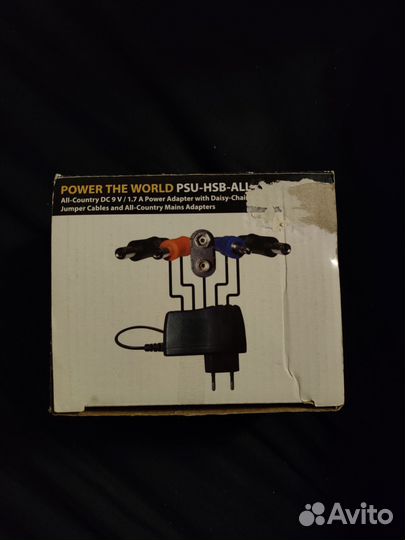 POWER THE WORLD PSU-HSB-ALL
All-Country DC 9 V / 1.7 A Power Adapter with Daisy-Chain
Jumper Cables and All-Country Mains Adapters
Avito